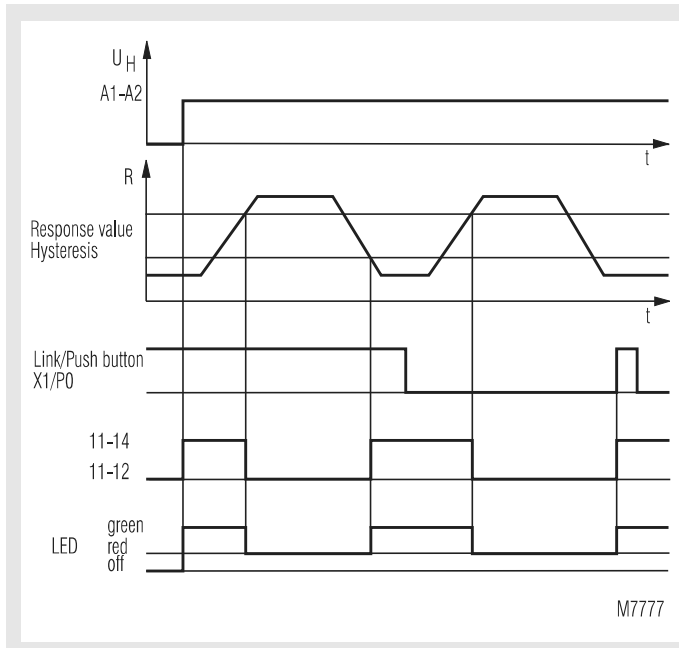 U H
A1-A2
t
R
Response value
Hysteresis
t
Link/Push button
X1/P0
11-14
11-12
green
LED red
off
M7777